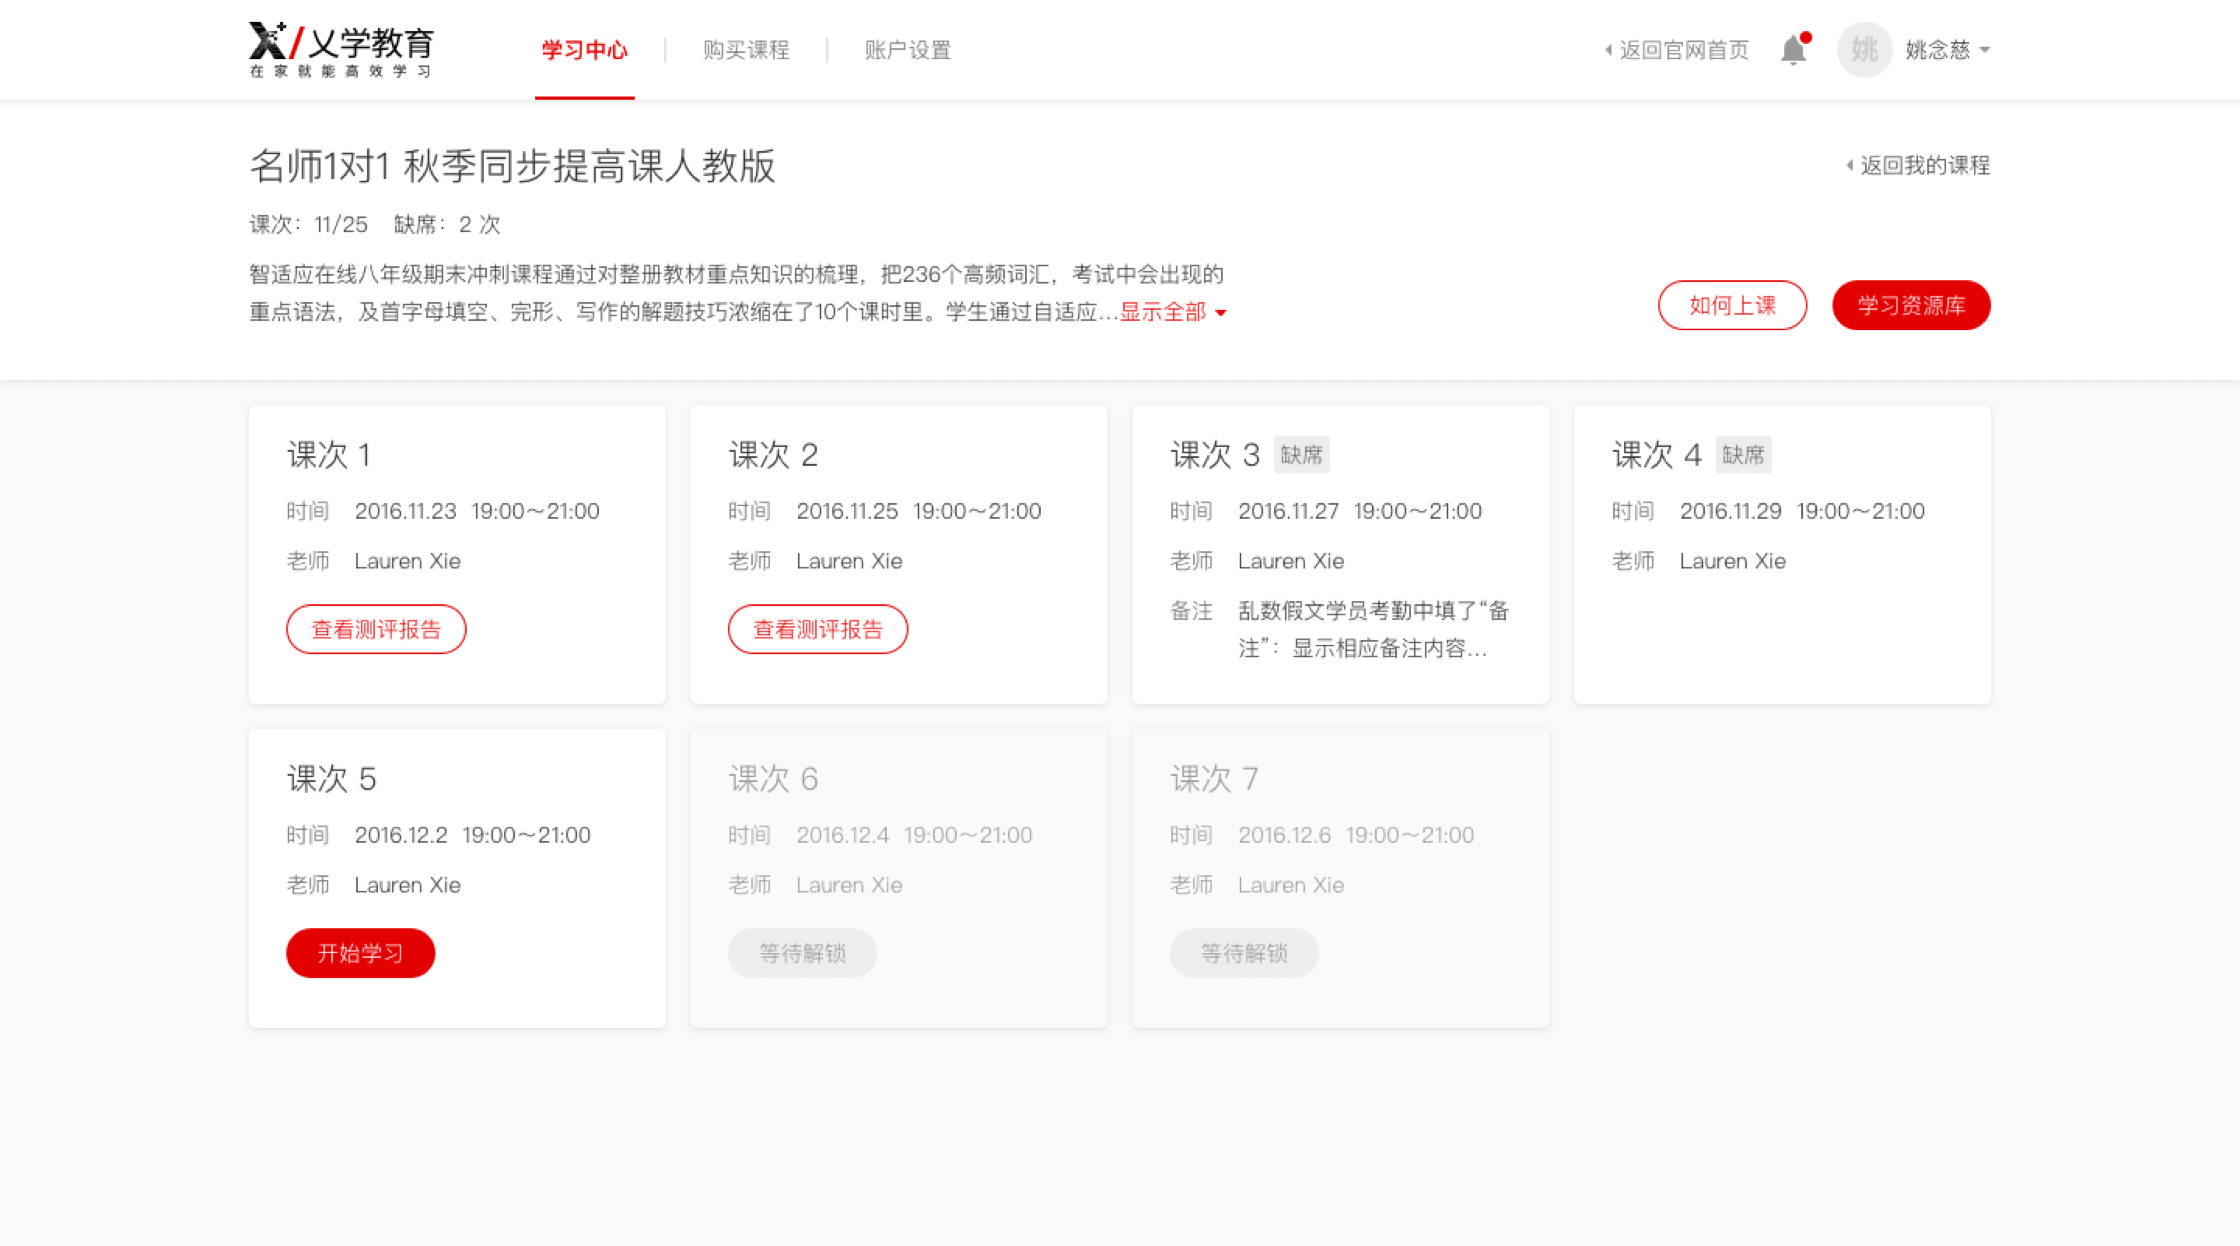 X+/乂学教育
在家就能高效学习
学习中心
购买课程
账户设置
返回官网首页
姚
姚念慈
名师1对1 秋季同步提高课人教版
返回我的课程
课次：11/25 缺席：2 次
智适应在线八年级期末冲刺课程通过对整册教材重点知识的梳理，把236个高频词汇，考试中会出现的
重点语法，及首字母填空、完形、写作的解题技巧浓缩在了10个课时里。学生通过自适应...显示全部
如何上课
学习资源库
课次 1
时间 2016.11.23 19:00～21:00
老师 Lauren Xie
查看测评报告
课次 2
时间 2016.11.25 19:00～21:00
老师 Lauren Xie
查看测评报告
课次 3 缺席
时间 2016.11.27 19:00～21:00
老师 Lauren Xie
备注 乱数假文学员考勤中填了“备
注”：显示相应备注内容...
课次 4 缺席
时间 2016.11.29 19:00～21:00
老师 Lauren Xie
课次 5
时间 2016.12.2 19:00～21:00
老师 Lauren Xie
开始学习
课次 6
时间 2016.12.4 19:00～21:00
老师 Lauren Xie
等待解锁
课次 7
时间 2016.12.6 19:00～21:00
老师 Lauren Xie
等待解锁